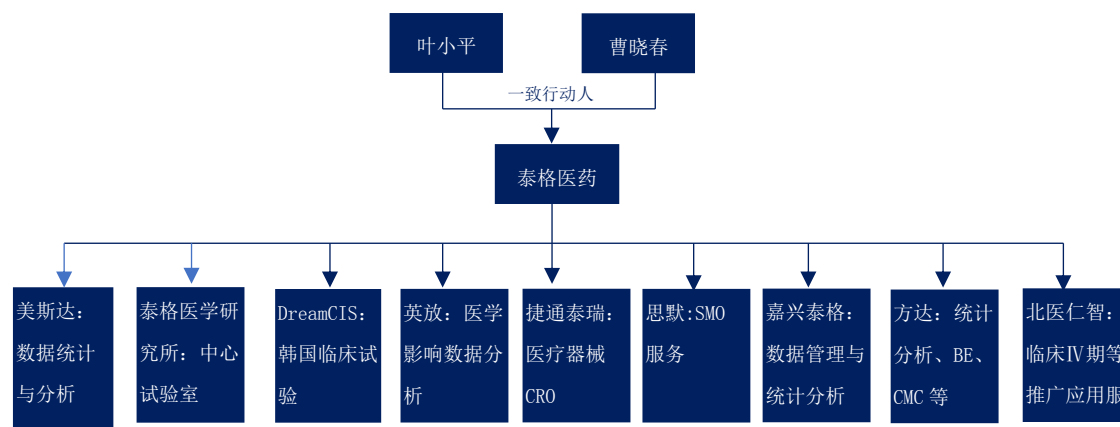 叶小平
曹晓春
一致行动人
泰格医药
美斯达：
数据统计
与分析
泰格医学研
究所：中心
试验室
DreamCIS：
韩国临床试
验
英放：医学
影响数据分
析
捷通泰瑞：
医疗器械
CRO
思默:SMO
服务
嘉兴泰格：
数据管理与
统计分析
方达：统计
分析、BE、
CMC 等
北医仁智：
临床Ⅳ期等
推广应用服